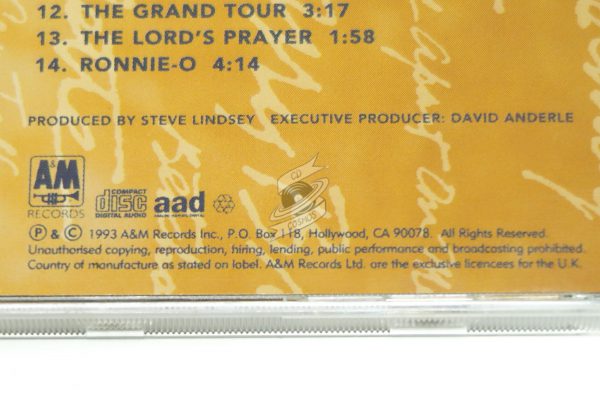 12. THE GRAND TOUR 3:17
13. THE LORD'S PRAYER 1:58
14. RONNIE-O 4:14
PRODUCED BY STEVE LINDSEY EXECUTIVE PRODUCER: DAVID ANDERLE
A&M
RECORDS
COMPACT
disc
DIGITAL AUDIO
aad
CD
COSMOS
℗ & © 1993 A&M Records Inc., P.O. Box 118, Hollywood, CA 90078. All Rights Reserved.
Unauthorised copying, reproduction, hiring, lending, public performance and broadcasting prohibited.
Country of manufacture as stated on label. A&M Records Ltd. are the exclusive licencees for the U.K.